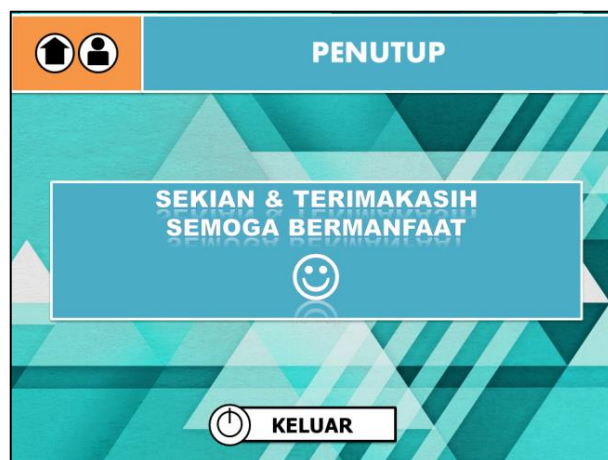 PENUTUP
SEKIAN & TERIMAKASIH
SEMOGA BERMANFAAT
KELUAR